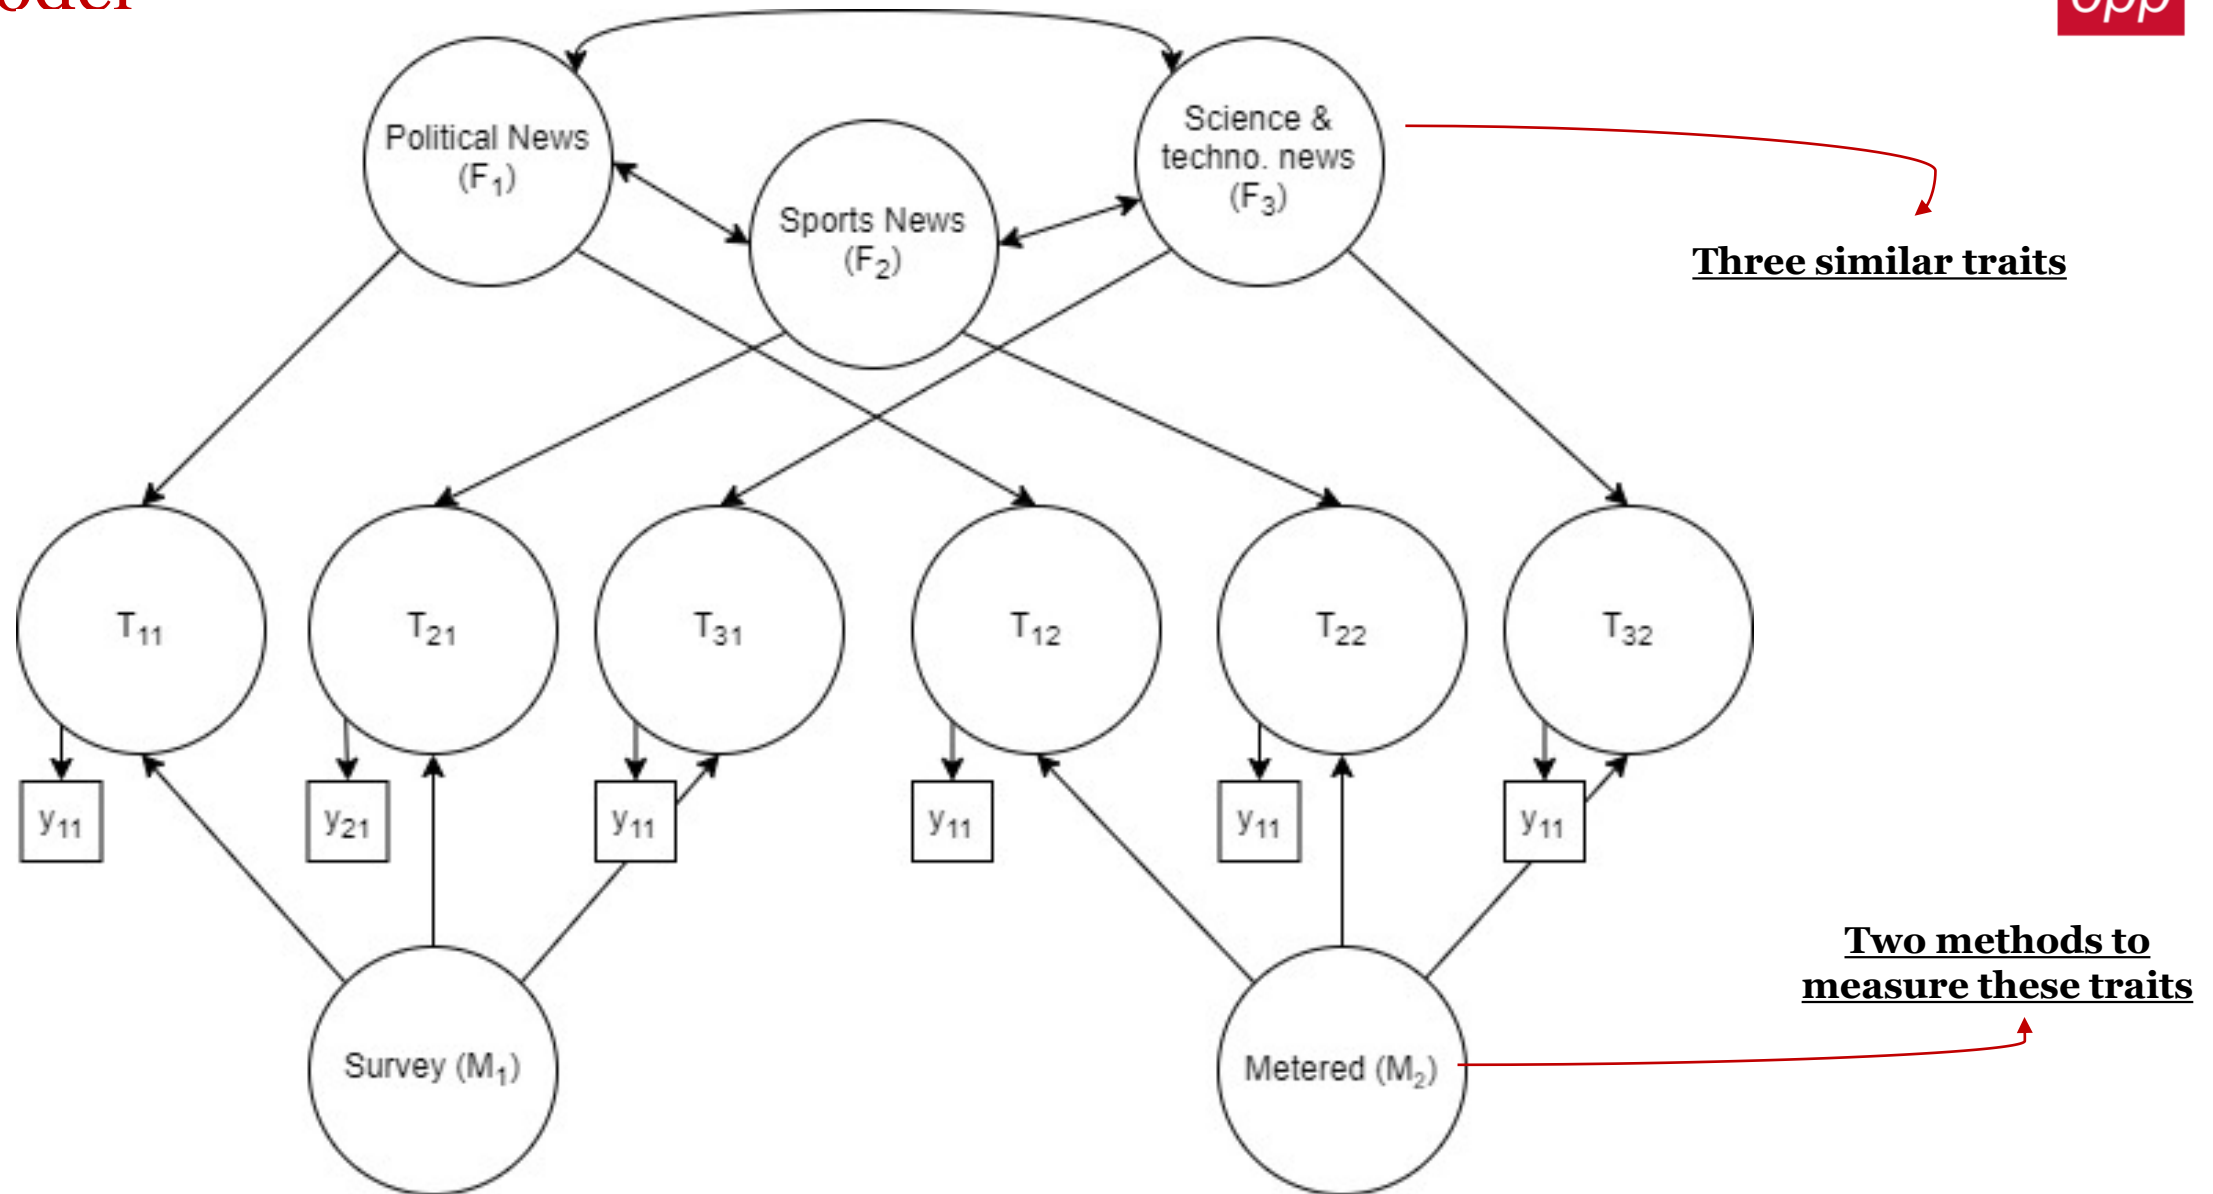 opp
Political News
(F₁)
Sports News
(F₂)
Science &
techno. news
(F₃)
Three similar traits
T₁₁
T₂₁
T₃₁
T₁₂
T₂₂
T₃₂
y₁₁
y₂₁
y₁₁
y₁₁
y₁₁
y₁₁
Two methods to
measure these traits
Survey (M₁)
Metered (M₂)